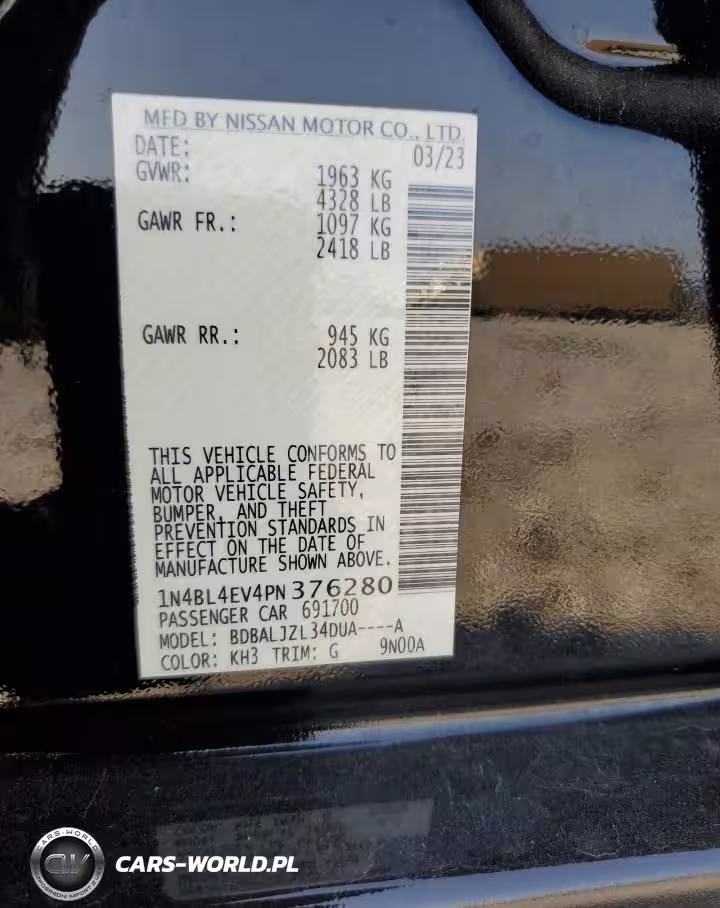 MFD BY NISSAN MOTOR CO., LTD.
DATE: 03/23
GVWR: 1963 KG
4328 LB
GAWR FR.: 1097 KG
2418 LB
GAWR RR.: 945 KG
2083 LB
THIS VEHICLE CONFORMS TO
ALL APPLICABLE FEDERAL
MOTOR VEHICLE SAFETY,
BUMPER, AND THEFT
PREVENTION STANDARDS IN
EFFECT ON THE DATE OF
MANUFACTURE SHOWN ABOVE.
1N4BL4EV4PN376280
PASSENGER CAR 691700
MODEL: BDBALJZL34DUA----A
COLOR: KH3 TRIM: G 9N00A
CARS-WORLD
CW
CARS-WORLD.PL